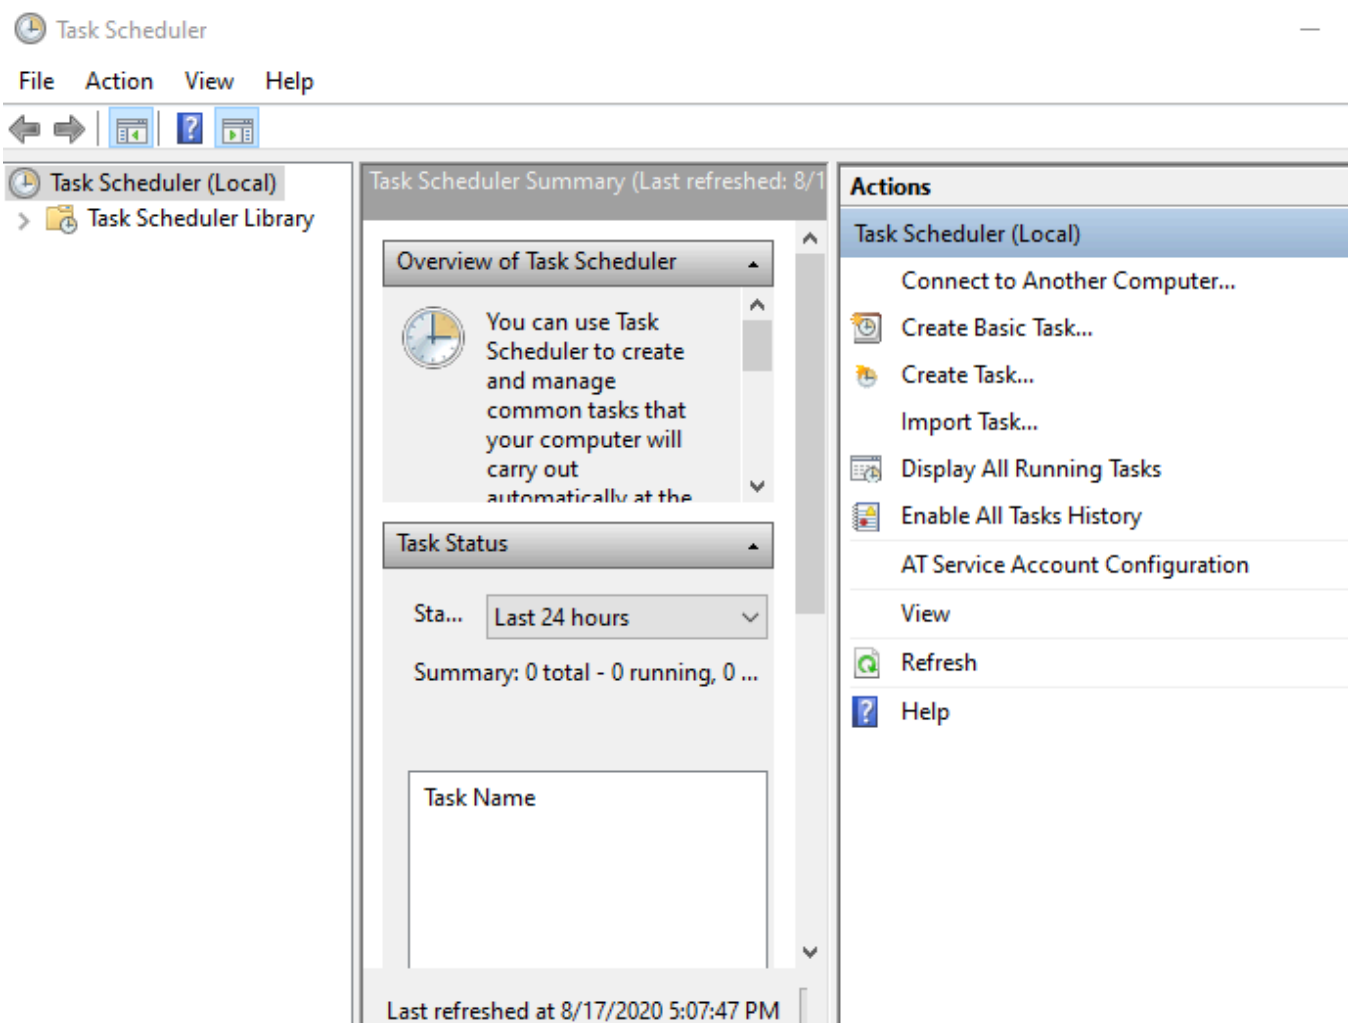 Task Scheduler
File Action View Help
Task Scheduler (Local)
Task Scheduler Library
Task Scheduler Summary (Last refreshed: 8/1
Overview of Task Scheduler
You can use Task
Scheduler to create
and manage
common tasks that
your computer will
carry out
automatically at the
Task Status
Sta... Last 24 hours
Summary: 0 total - 0 running, 0 ...
Task Name
Last refreshed at 8/17/2020 5:07:47 PM
Actions
Task Scheduler (Local)
Connect to Another Computer...
Create Basic Task...
Create Task...
Import Task...
Display All Running Tasks
Enable All Tasks History
AT Service Account Configuration
View
Refresh
Help